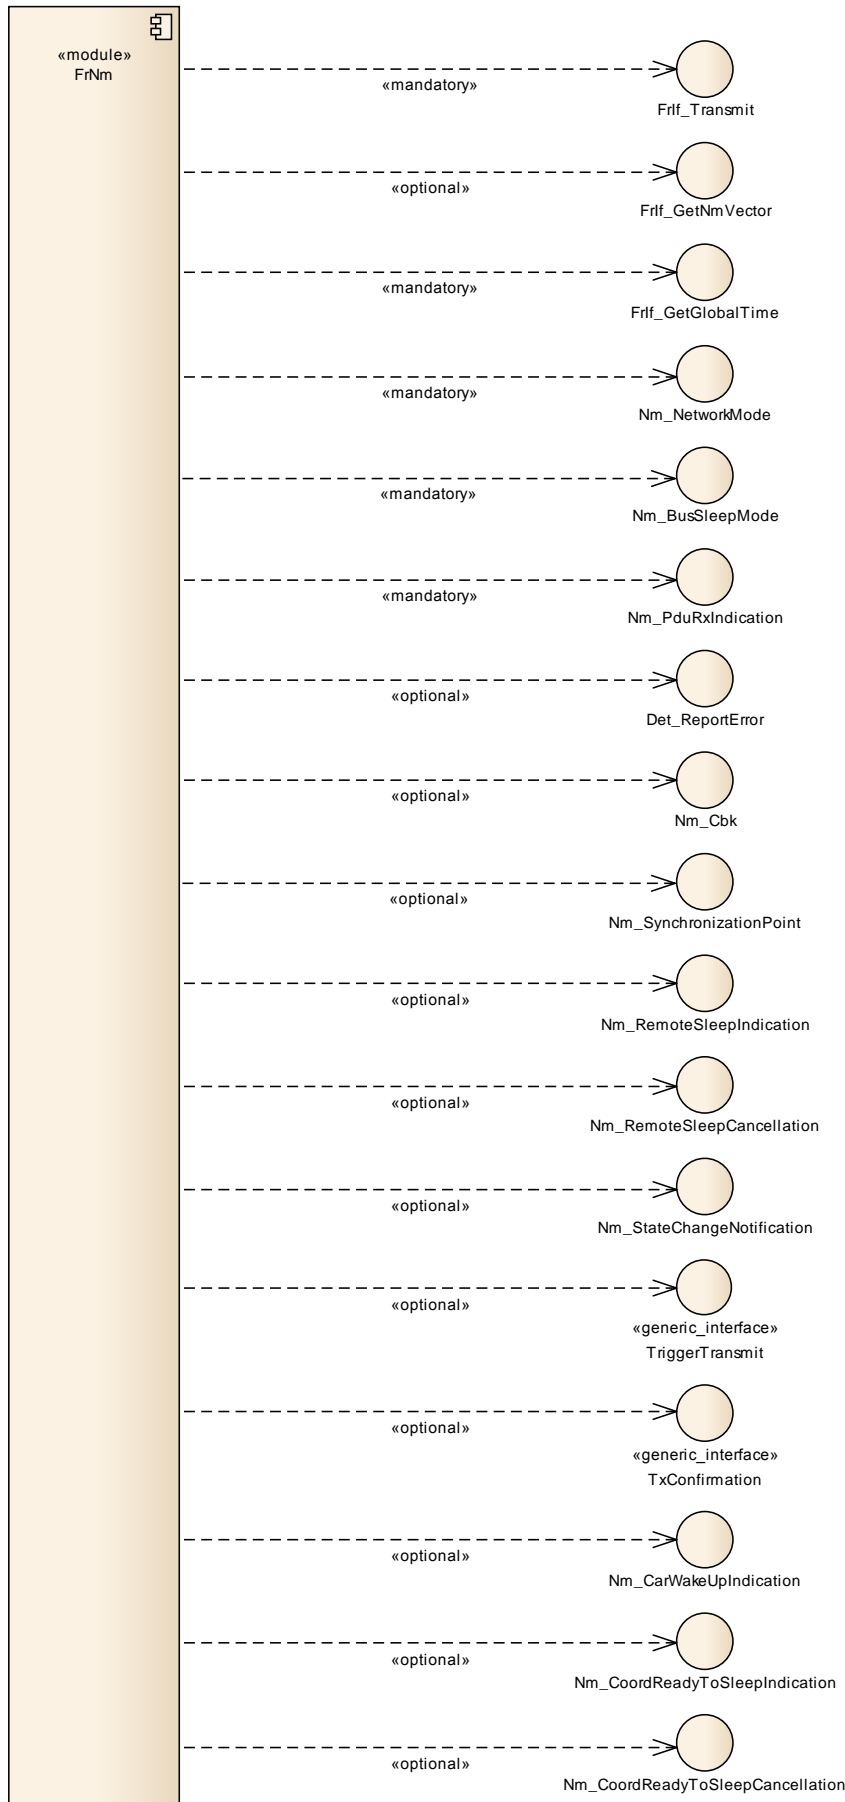 «module»
FrNm
«mandatory»
FrIf_Transmit
«optional»
FrIf_GetNmVector
«mandatory»
FrIf_GetGlobalTime
«mandatory»
Nm_NetworkMode
«mandatory»
Nm_BusSleepMode
«mandatory»
Nm_PduRxIndication
«optional»
Det_ReportError
«optional»
Nm_Cbk
«optional»
Nm_SynchronizationPoint
«optional»
Nm_RemoteSleepIndication
«optional»
Nm_RemoteSleepCancellation
«optional»
Nm_StateChangeNotification
«optional»
«generic_interface»
TriggerTransmit
«optional»
«generic_interface»
TxConfirmation
«optional»
Nm_CarWakeUpIndication
«optional»
Nm_CoordReadyToSleepIndication
«optional»
Nm_CoordReadyToSleepCancellation